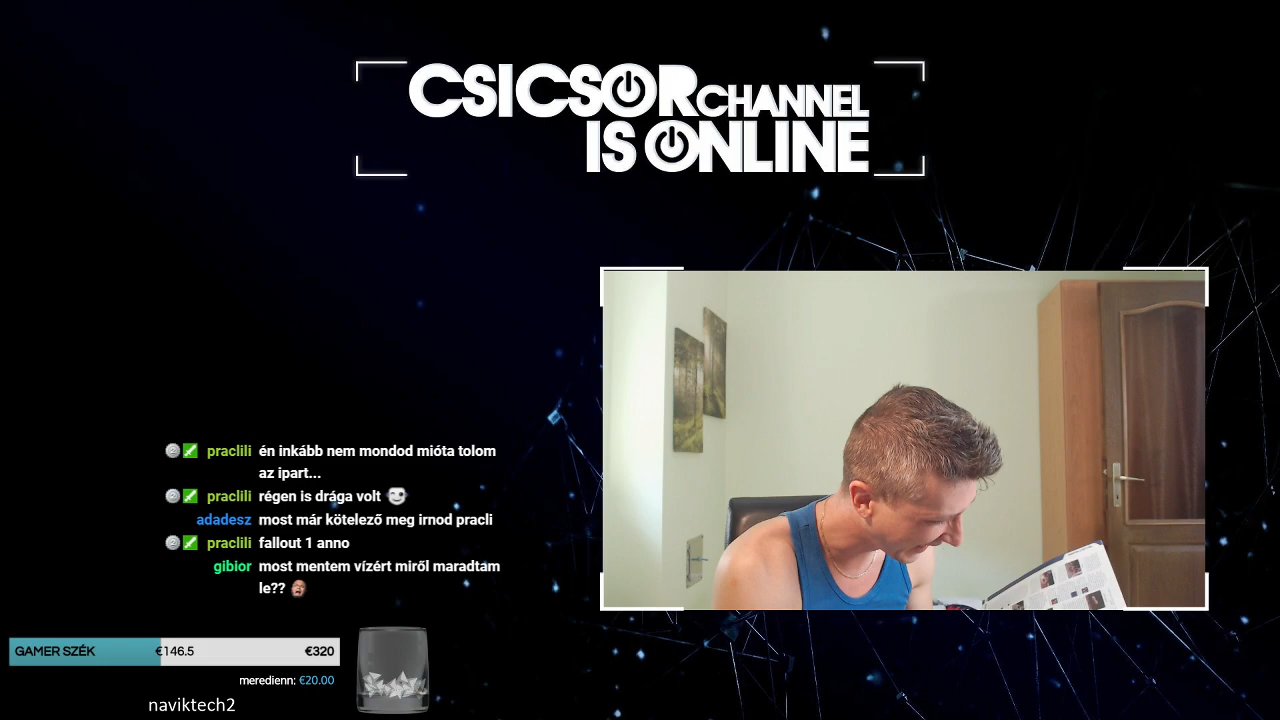 CSICSOR CHANNEL
IS ONLINE
praclili én inkább nem mondod mióta tolom
az ipart...
praclili régen is drága volt
adadesz most már kötelező meg irnod pracli
praclili fallout 1 anno
gibior most mentem vízért miről maradtam
le??
GAMER SZÉK €146.5 €320
meredienn: €20.00
naviktech2